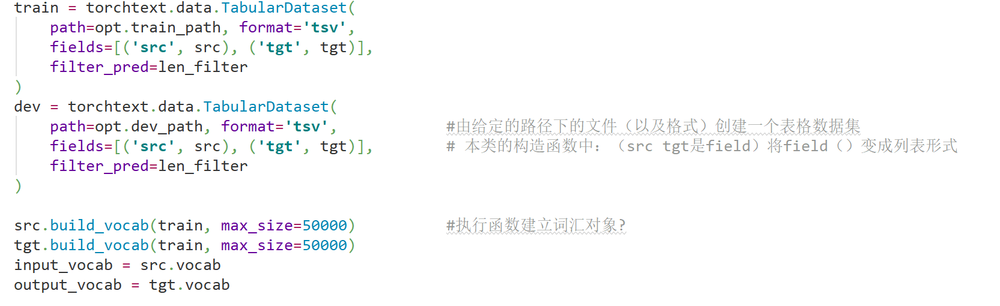 train = torchtext.data.TabularDataset(
    path=opt.train_path, format='tsv',
    fields=[('src', src), ('tgt', tgt)],
    filter_pred=len_filter
)
dev = torchtext.data.TabularDataset(
    path=opt.dev_path, format='tsv',            #由给定的路径下的文件（以及格式）创建一个表格数据集
    fields=[('src', src), ('tgt', tgt)],        # 本类的构造函数中：（src tgt是field）将field（）变成列表形式
    filter_pred=len_filter
)
src.build_vocab(train, max_size=50000)          #执行函数建立词汇对象?
tgt.build_vocab(train, max_size=50000)
input_vocab = src.vocab
output_vocab = tgt.vocab